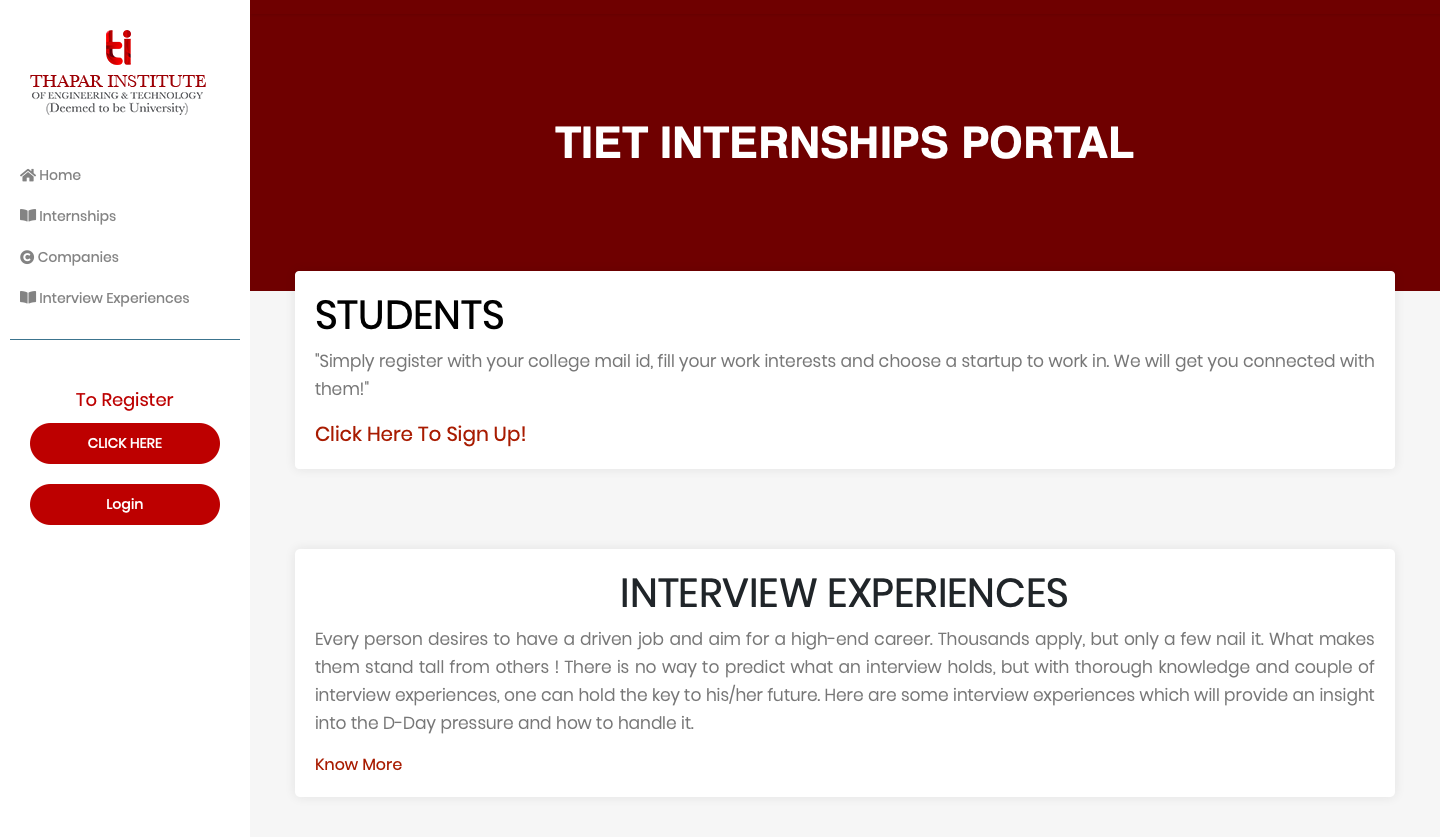 ti
THAPAR INSTITUTE
OF ENGINEERING & TECHNOLOGY
(Deemed to be University)
Home
Internships
Companies
Interview Experiences
To Register
CLICK HERE
Login
TIET INTERNSHIPS PORTAL
STUDENTS
"Simply register with your college mail id, fill your work interests and choose a startup to work in. We will get you connected with
them!"
Click Here To Sign Up!
INTERVIEW EXPERIENCES
Every person desires to have a driven job and aim for a high-end career. Thousands apply, but only a few nail it. What makes
them stand tall from others ! There is no way to predict what an interview holds, but with thorough knowledge and couple of
interview experiences, one can hold the key to his/her future. Here are some interview experiences which will provide an insight
into the D-Day pressure and how to handle it.
Know More